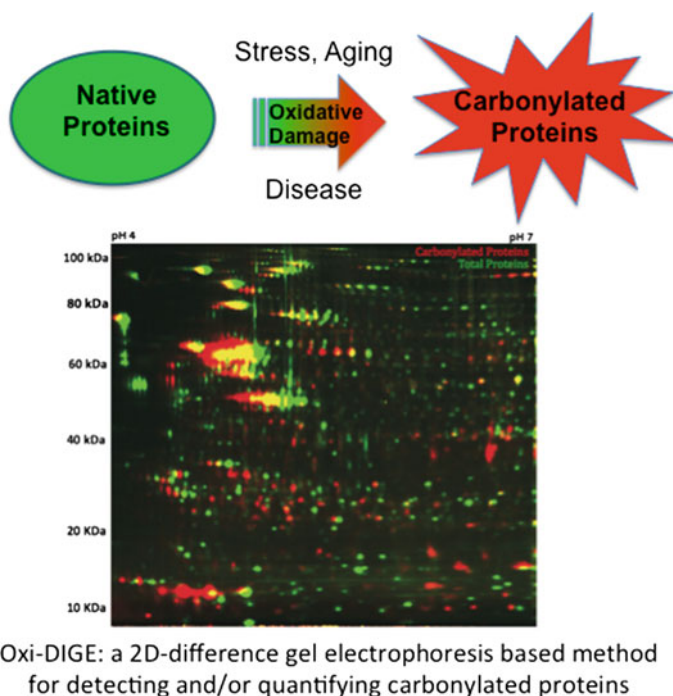 Stress, Aging
Native
Proteins
Oxidative
Damage
Carbonylated
Proteins
Disease
pH 4
pH 7
Carbonylated Proteins
Total Proteins
100 kDa
80 kDa
60 kDa
40 kDa
20 KDa
10 KDa
Oxi-DIGE: a 2D-difference gel electrophoresis based method
for detecting and/or quantifying carbonylated proteins